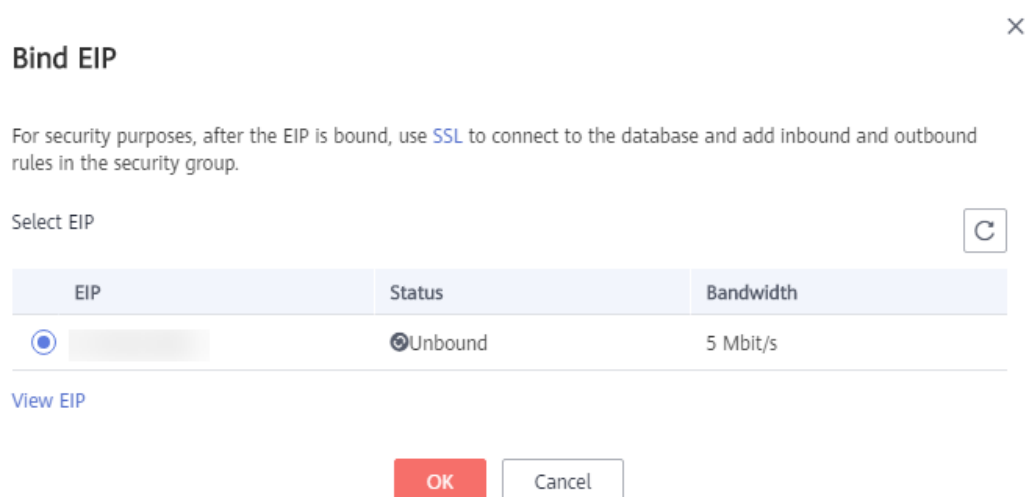 Bind EIP
For security purposes, after the EIP is bound, use SSL to connect to the database and add inbound and outbound
rules in the security group.
Select EIP
EIP Status Bandwidth
Unbound 5 Mbit/s
View EIP
OK Cancel